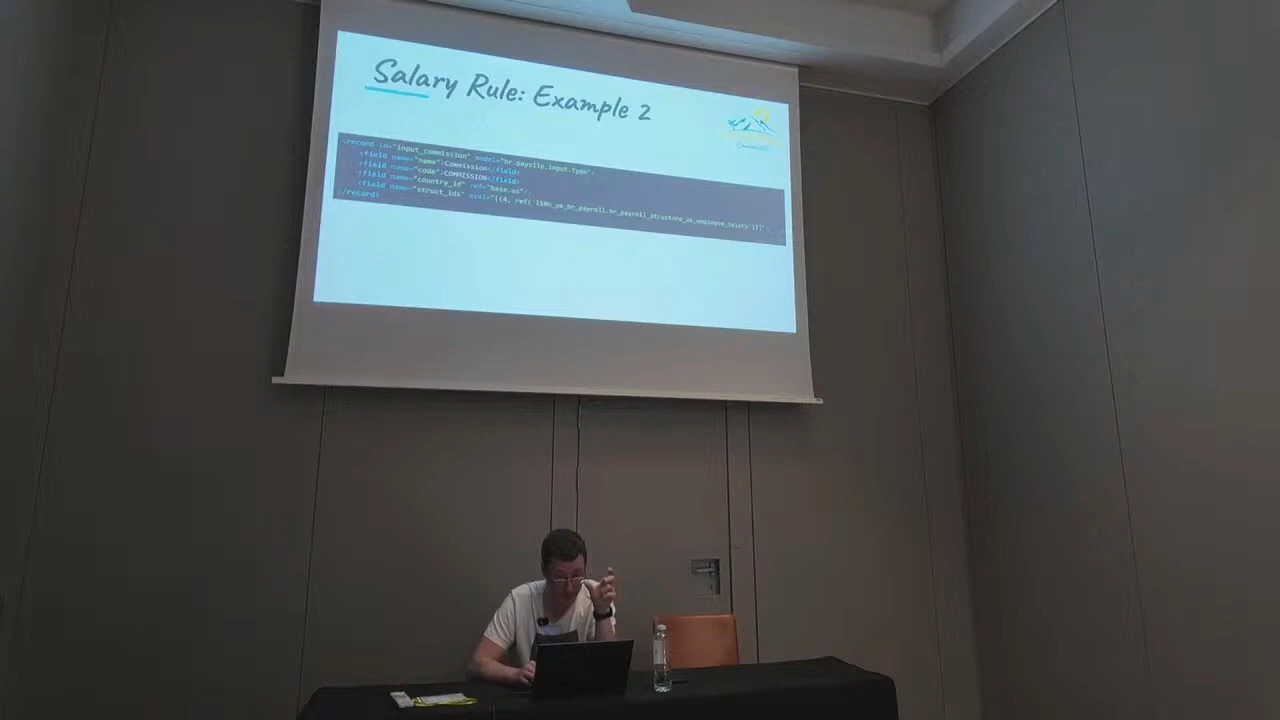 Salary Rule: Example 2
<record id="input_commission" model="hr.payslip.input.type">
<field name="name">Commission</field>
<field name="code">COMMISSION</field>
<field name="country_id" ref="base.us"/>
<field name="struct_ids" eval="[(4, ref('l10n_us_hr_payroll.hr_payroll_structure_us_employee_salary'))]"/>
</record>